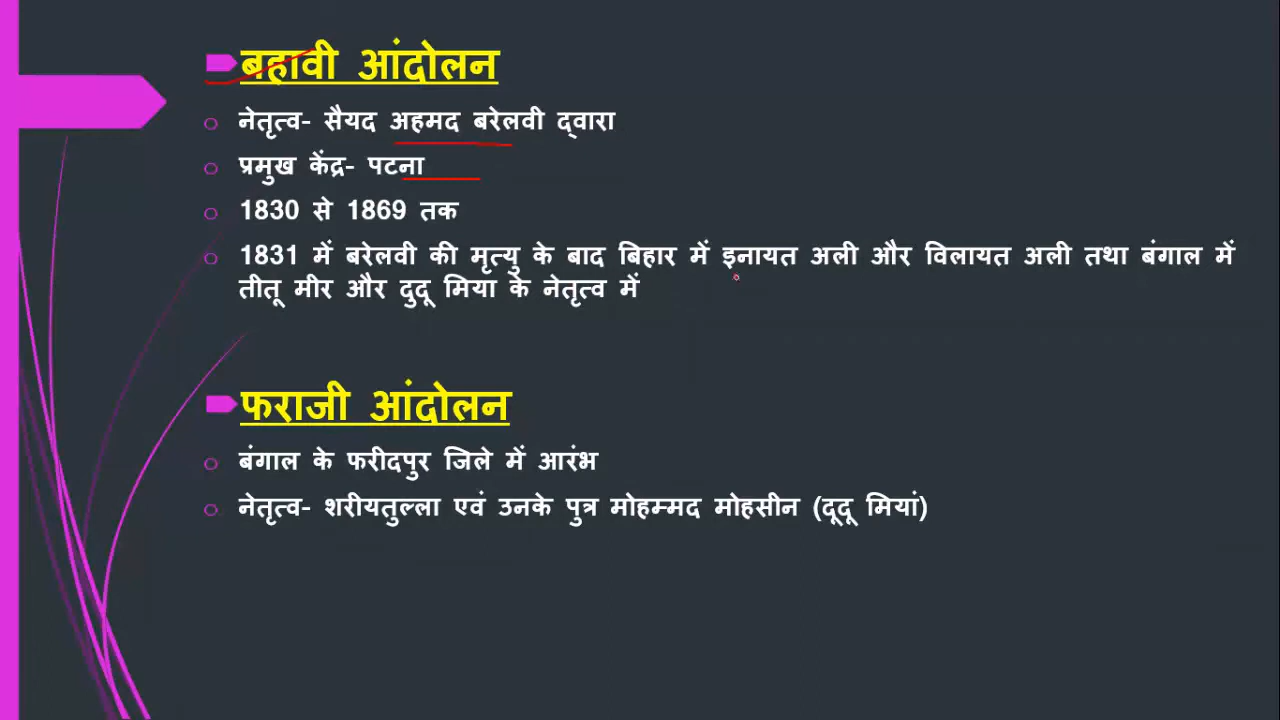 बहावी आंदोलन
नेतृत्व- सैयद अहमद बरेलवी द्वारा
प्रमुख केंद्र- पटना
1830 से 1869 तक
1831 में बरेलवी की मृत्यु के बाद बिहार में इनायत अली और विलायत अली तथा बंगाल में
तीतू मीर और दुदू मिया के नेतृत्व में
फराजी आंदोलन
बंगाल के फरीदपुर जिले में आरंभ
नेतृत्व- शरीयतुल्ला एवं उनके पुत्र मोहम्मद मोहसीन (दूदू मियां)